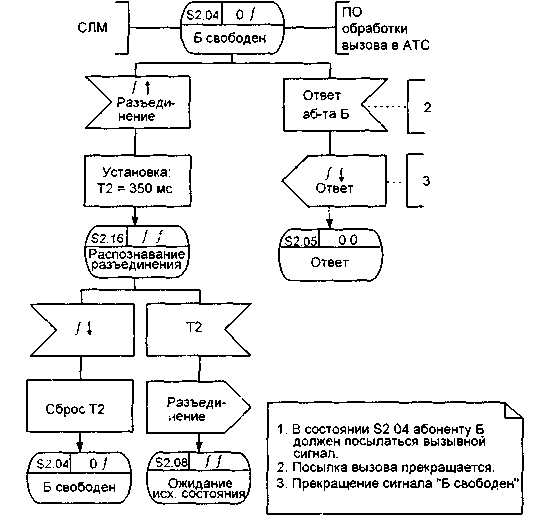 СЛМ
S2.04 0 f
Б свободен
ПО
обработки
вызова в АТС
f ↑
Разъеди-
нение
Ответ
аб-та Б
2
Установка:
Т2 = 350 мс
f ↓
Ответ
3
S2.16 f f
Распознавание
разъединения
S2.05 0 0
Ответ
f ↓
Т2
Сброс Т2
Разъеди-
нение
S2.04 0 f
Б свободен
S2.08 f f
Ожидание
исх. состояния
1. В состоянии S2 04 абоненту Б
должен посылаться вызывной
сигнал.
2. Посылка вызова прекращается.
3. Прекращение сигнала "Б свободен"